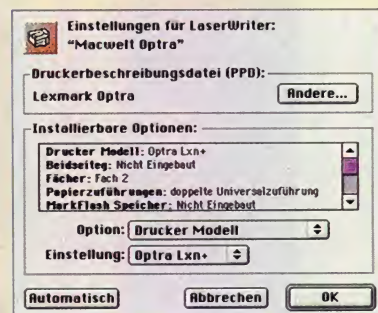 Einstellungen für LaserWriter:
“Macwelt Optra”
Druckerbeschreibungsdatei (PPD):
Lexmark Optra
Andere...
Installierbare Optionen:
Drucker Modell: Optra Lxn+
Beidseiteg: Nicht Eingebaut
Fächer: Fach 2
Papierzuführungen: doppelte Universalzuführung
MarkFlash Speicher: Nicht Eingebaut
Option: Drucker Modell
Einstellung: Optra Lxn+
Automatisch
Abbrechen
OK